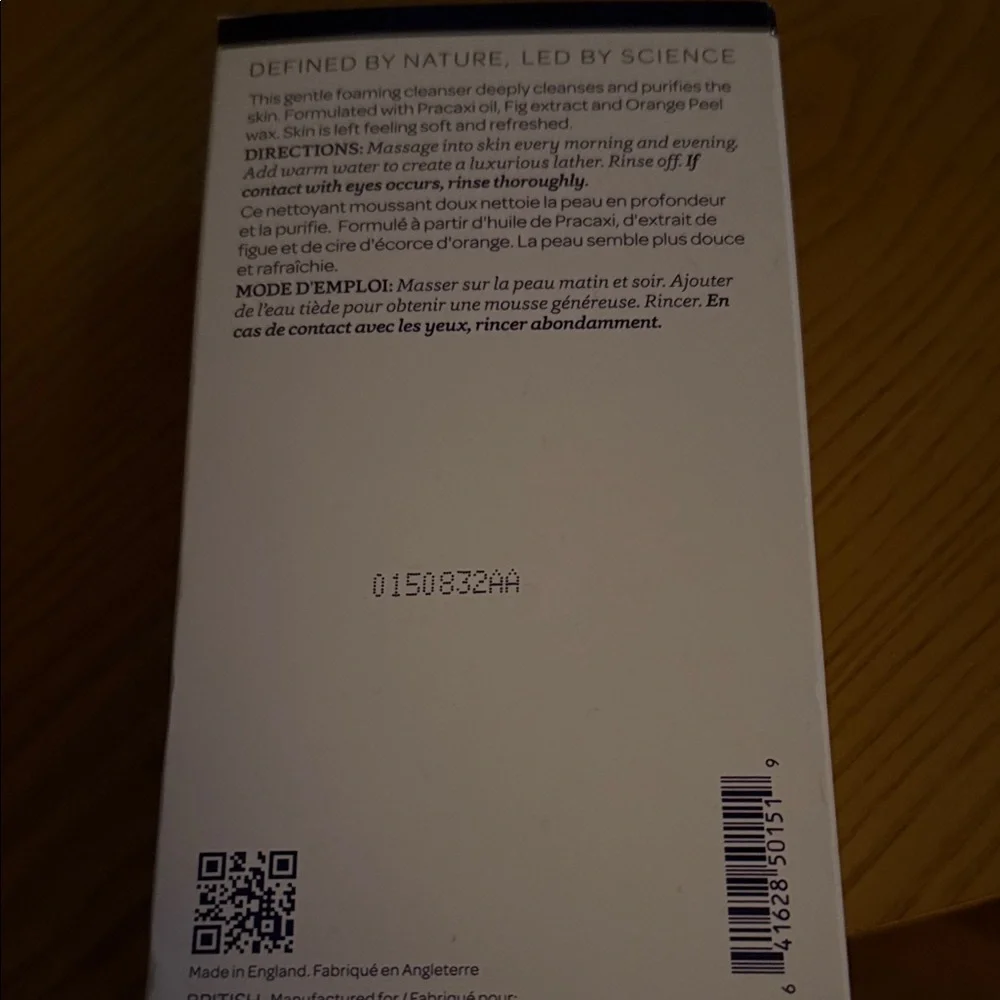 DEFINED BY NATURE, LED BY SCIENCE
This gentle foaming cleanser deeply cleanses and purifies the
skin. Formulated with Pracaxi oil, Fig extract and Orange Peel
wax. Skin is left feeling soft and refreshed.
DIRECTIONS: Massage into skin every morning and evening.
Add warm water to create a luxurious lather. Rinse off. If
contact with eyes occurs, rinse thoroughly.
Ce nettoyant moussant doux nettoie la peau en profondeur
et la purifie. Formulé à partir d'huile de Pracaxi, d'extrait de
figue et de cire d'écorce d'orange. La peau semble plus douce
et rafraîchie.
MODE D'EMPLOI: Masser sur la peau matin et soir. Ajouter
de l'eau tiède pour obtenir une mousse généreuse. Rincer. En
cas de contact avec les yeux, rincer abondamment.
0150832AA
6 41628 50151 9
Made in England. Fabriqué en Angleterre
BRITISH Manufactured for / Fabriqué pour: